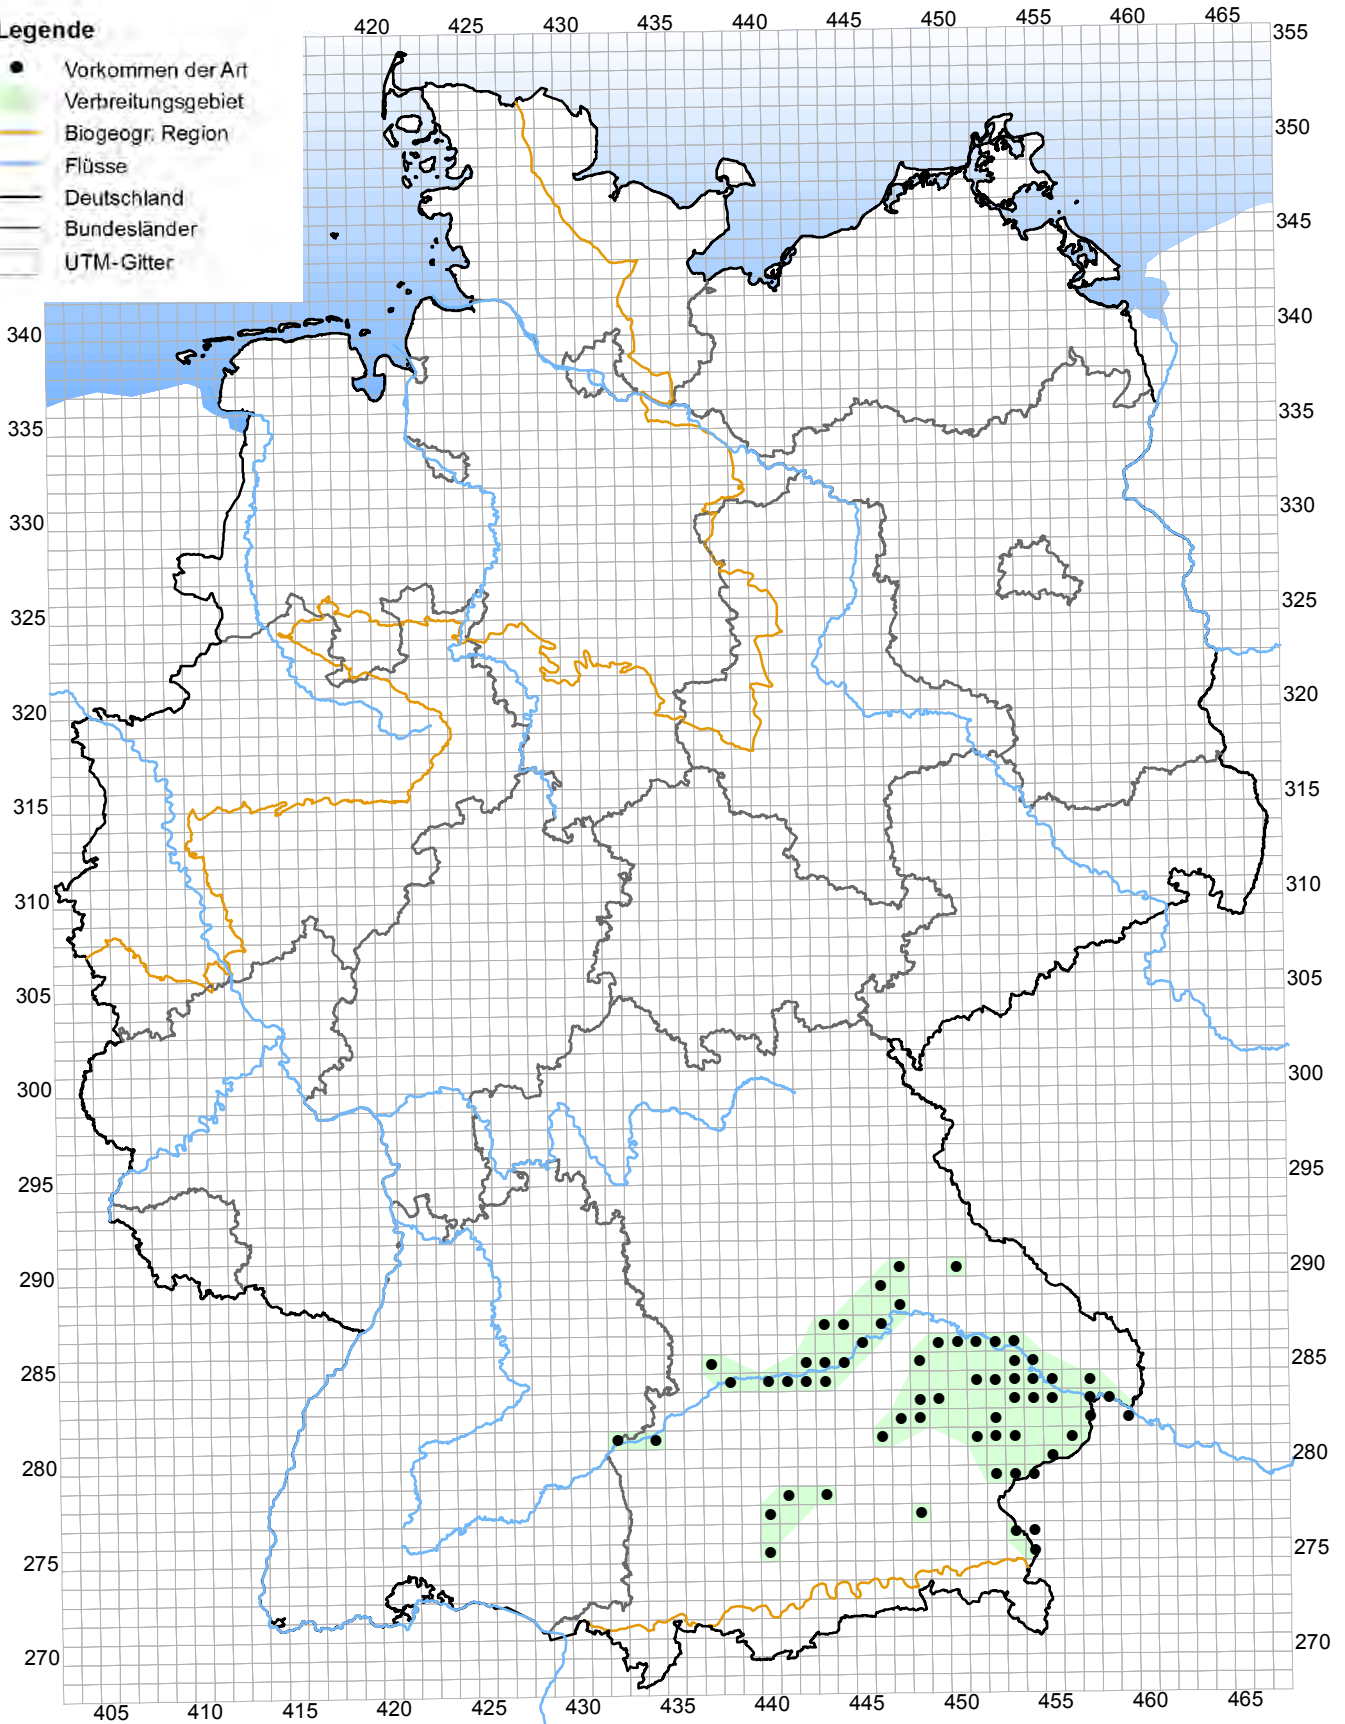 Legende
Vorkommen der Art
Verbreitungsgebiet
Biogeogr. Region
Flüsse
Deutschland
Bundesländer
UTM-Gitter
420 425 430 435 440 445 450 455 460 465
355
350
345
340 340
335 335
330 330
325 325
320 320
315 315
310 310
305 305
300 300
295 295
290 290
285 285
280 280
275 275
270 270
405 410 415 420 425 430 435 440 445 450 455 460 465